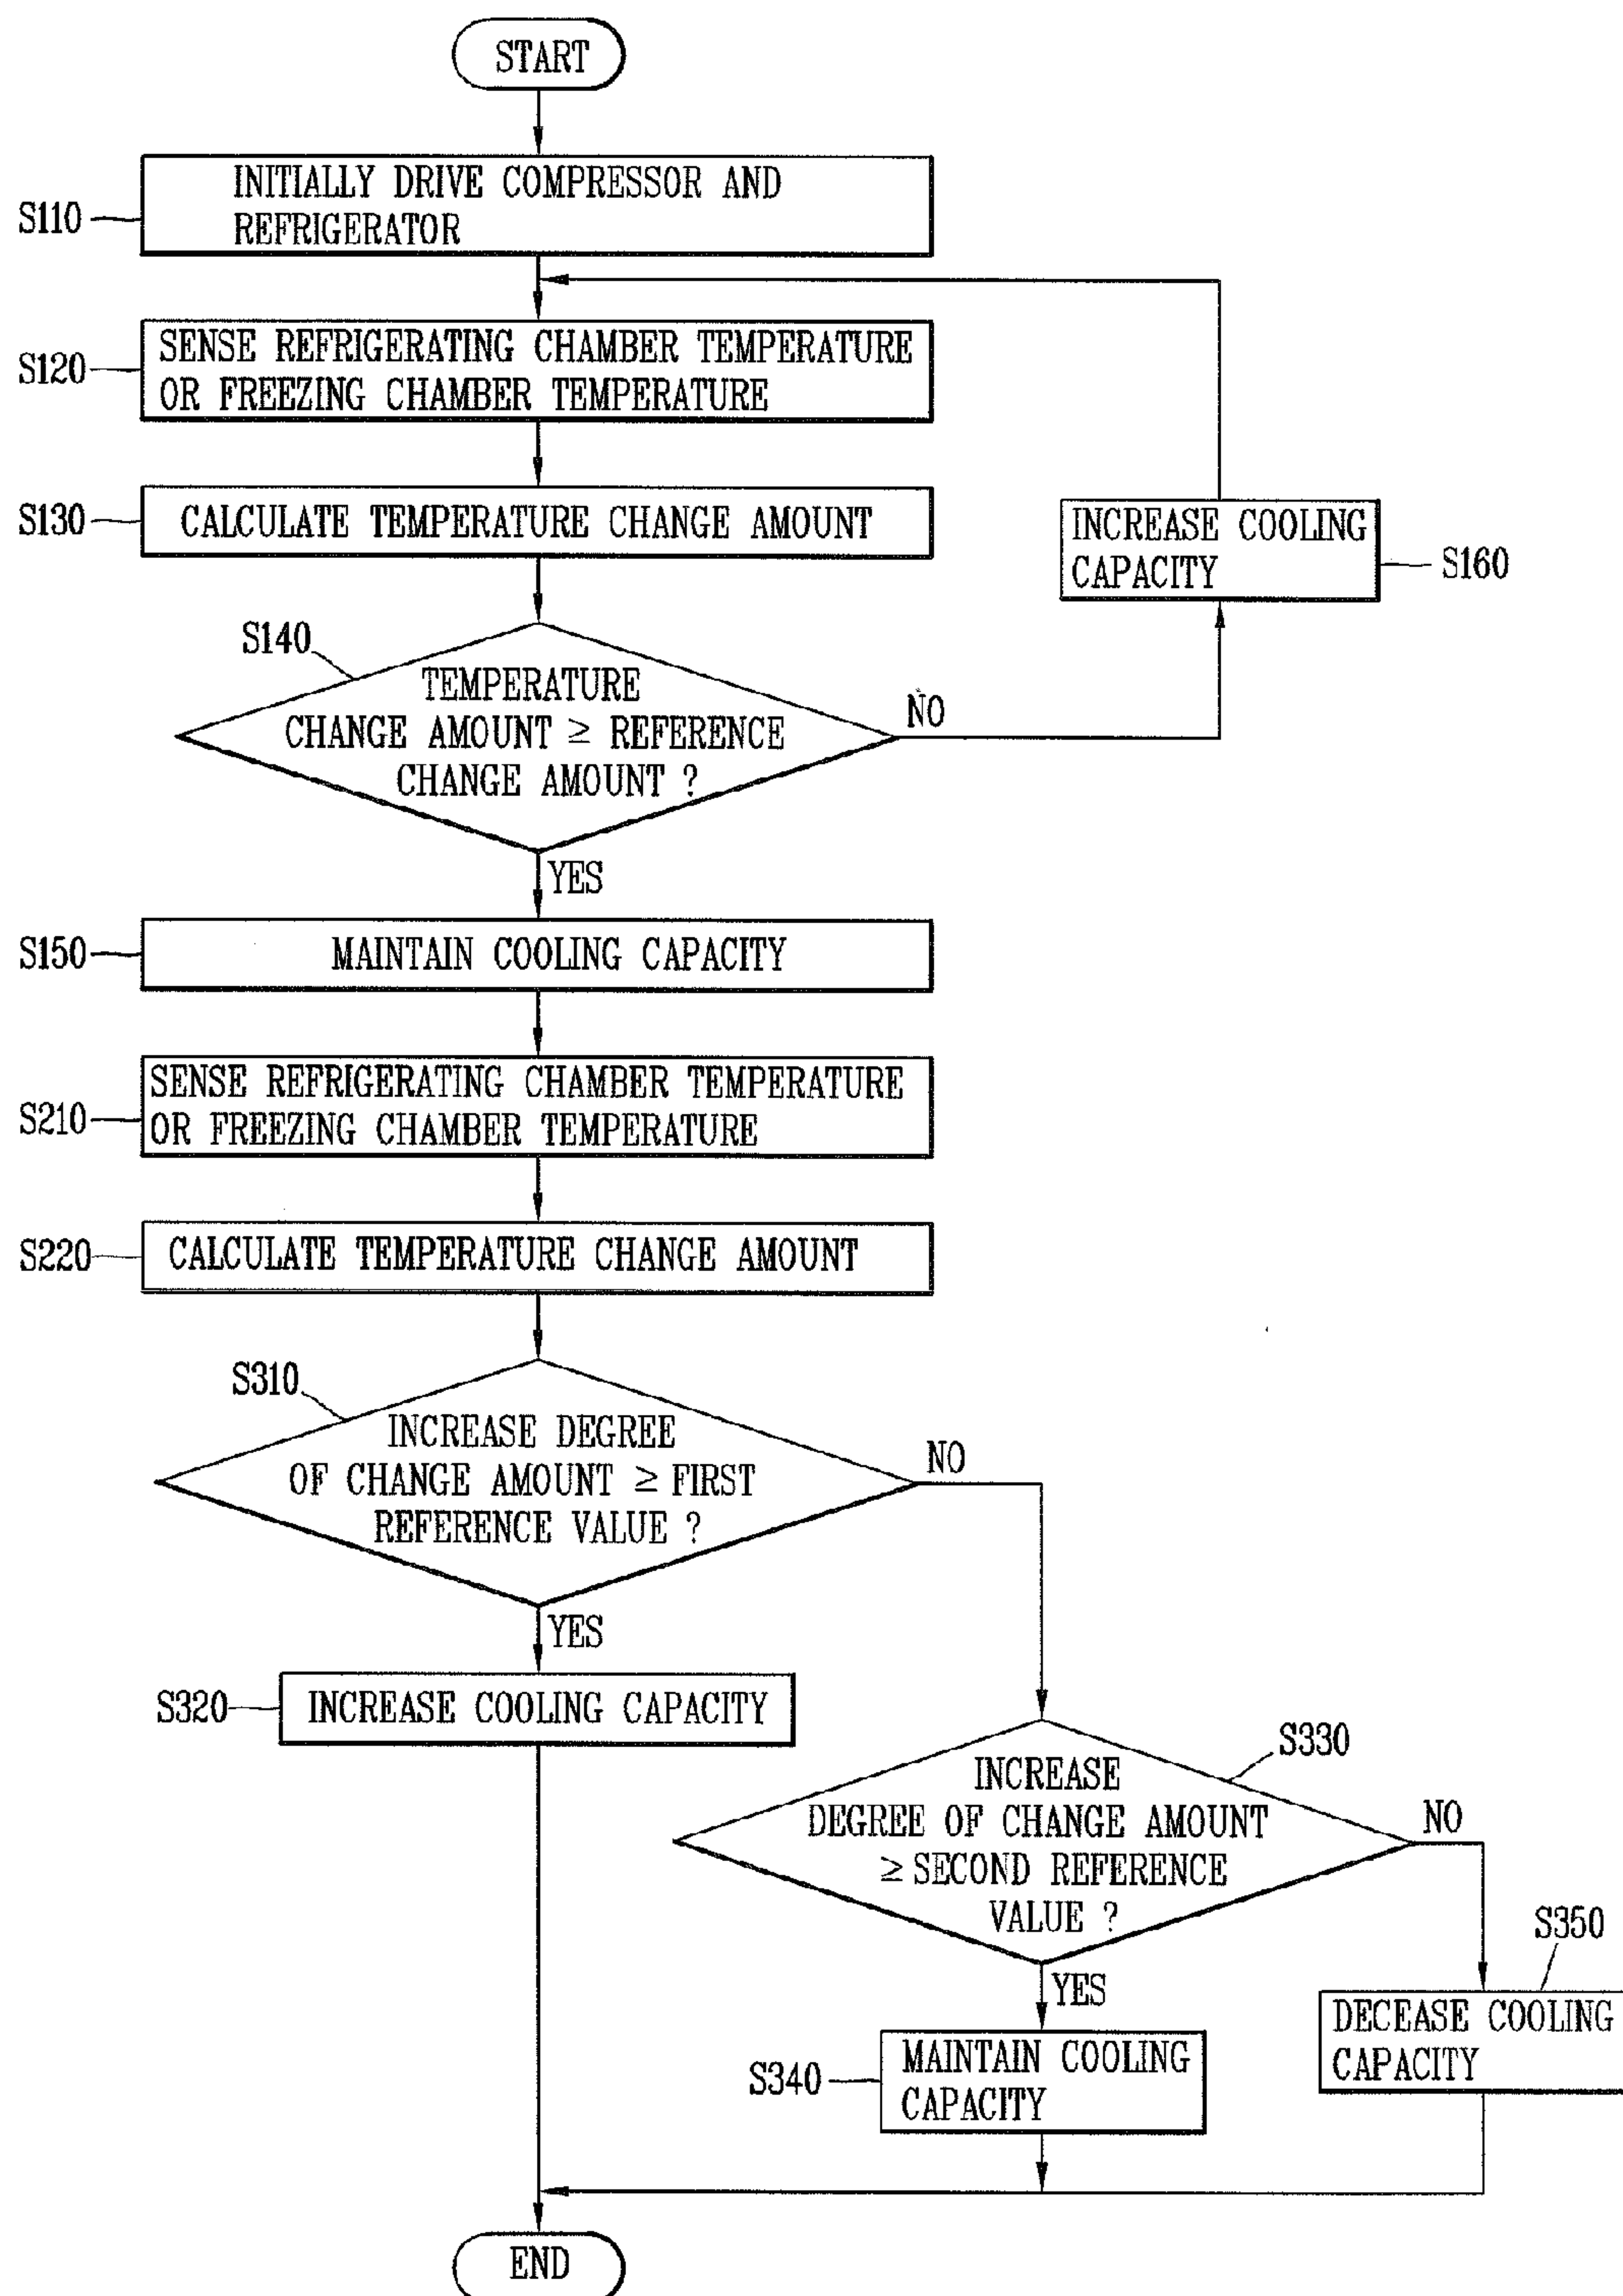 START
INITIALLY DRIVE COMPRESSOR AND
REFRIGERATOR
S110
SENSE REFRIGERATING CHAMBER TEMPERATURE
OR FREEZING CHAMBER TEMPERATURE
S120
CALCULATE TEMPERATURE CHANGE AMOUNT
S130
INCREASE COOLING
CAPACITY
S160
S140
TEMPERATURE
CHANGE AMOUNT ≥ REFERENCE
CHANGE AMOUNT ?
NO
YES
S150
MAINTAIN COOLING CAPACITY
SENSE REFRIGERATING CHAMBER TEMPERATURE
OR FREEZING CHAMBER TEMPERATURE
S210
S220
CALCULATE TEMPERATURE CHANGE AMOUNT
S310
INCREASE DEGREE
OF CHANGE AMOUNT ≥ FIRST
REFERENCE VALUE ?
NO
YES
S320
INCREASE COOLING CAPACITY
S330
INCREASE
DEGREE OF CHANGE AMOUNT
≥ SECOND REFERENCE
VALUE ?
NO
YES
S350
DECEASE COOLING
CAPACITY
S340
MAINTAIN COOLING
CAPACITY
END